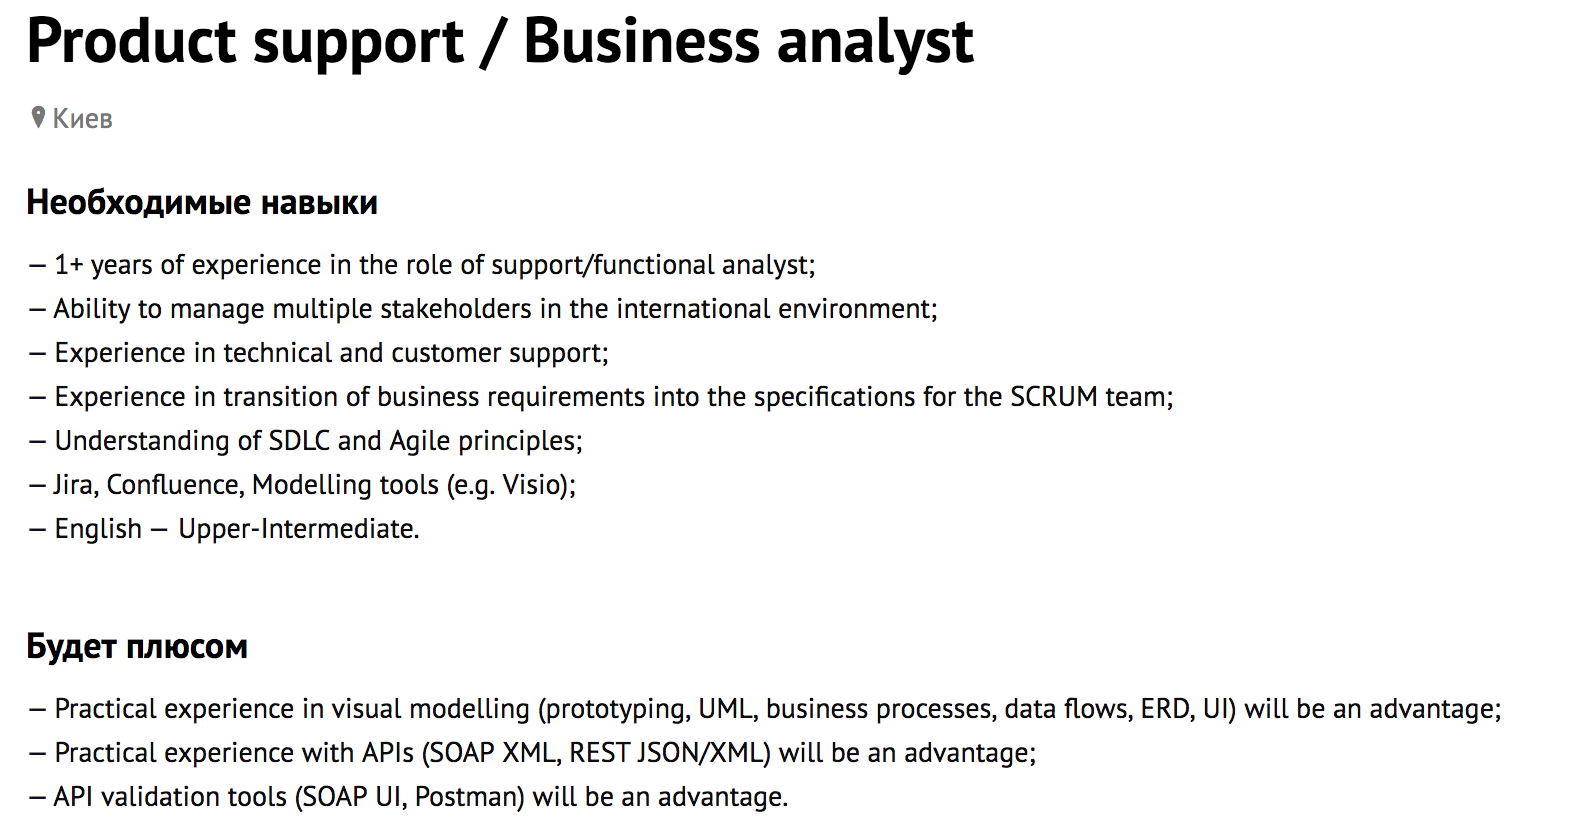 Product support / Business analyst
Киев
Необходимые навыки
— 1+ years of experience in the role of support/functional analyst;
— Ability to manage multiple stakeholders in the international environment;
— Experience in technical and customer support;
— Experience in transition of business requirements into the specifications for the SCRUM team;
— Understanding of SDLC and Agile principles;
— Jira, Confluence, Modelling tools (e.g. Visio);
— English — Upper-Intermediate.
Будет плюсом
— Practical experience in visual modelling (prototyping, UML, business processes, data flows, ERD, UI) will be an advantage;
— Practical experience with APIs (SOAP XML, REST JSON/XML) will be an advantage;
— API validation tools (SOAP UI, Postman) will be an advantage.